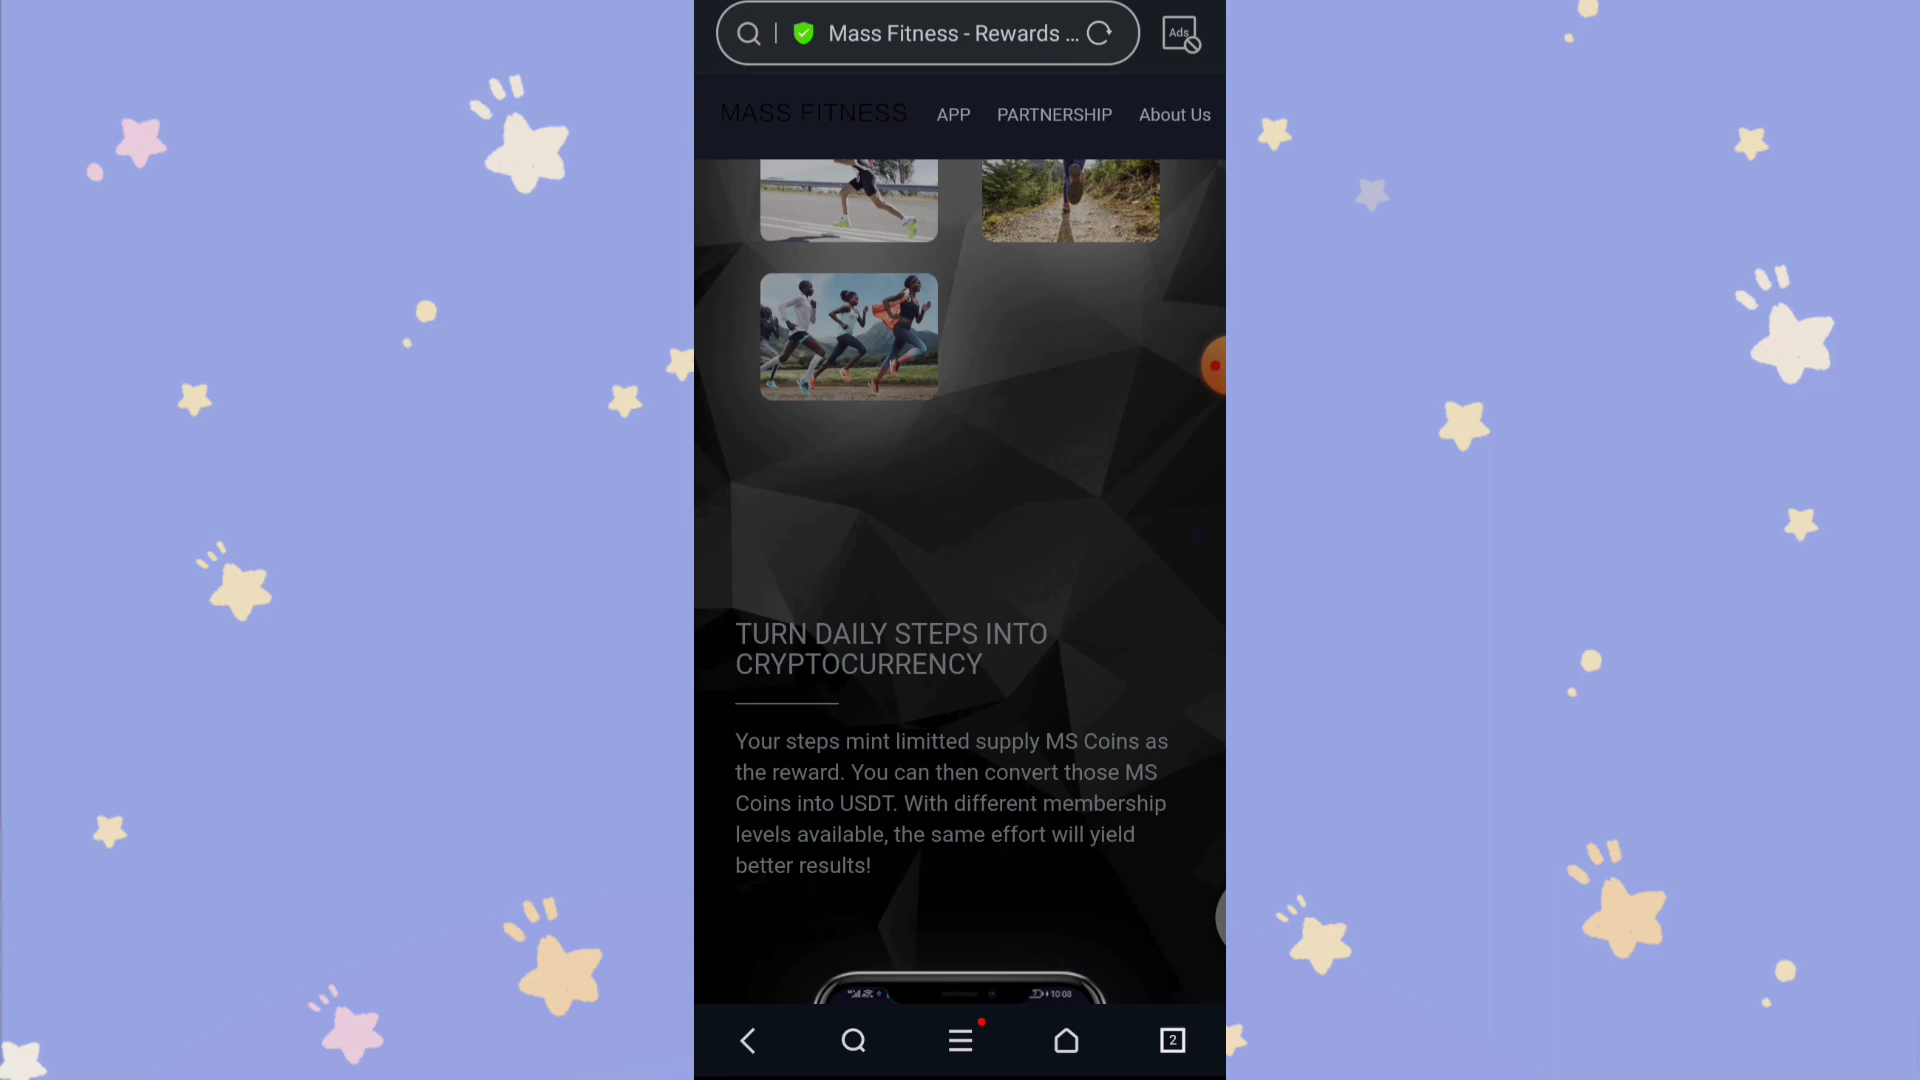 Mass Fitness - Rewards ...
Ads
MASS FITNESS APP PARTNERSHIP About Us
TURN DAILY STEPS INTO
CRYPTOCURRENCY
Your steps mint limitted supply MS Coins as
the reward. You can then convert those MS
Coins into USDT. With different membership
levels available, the same effort will yield
better results!
10:03
2